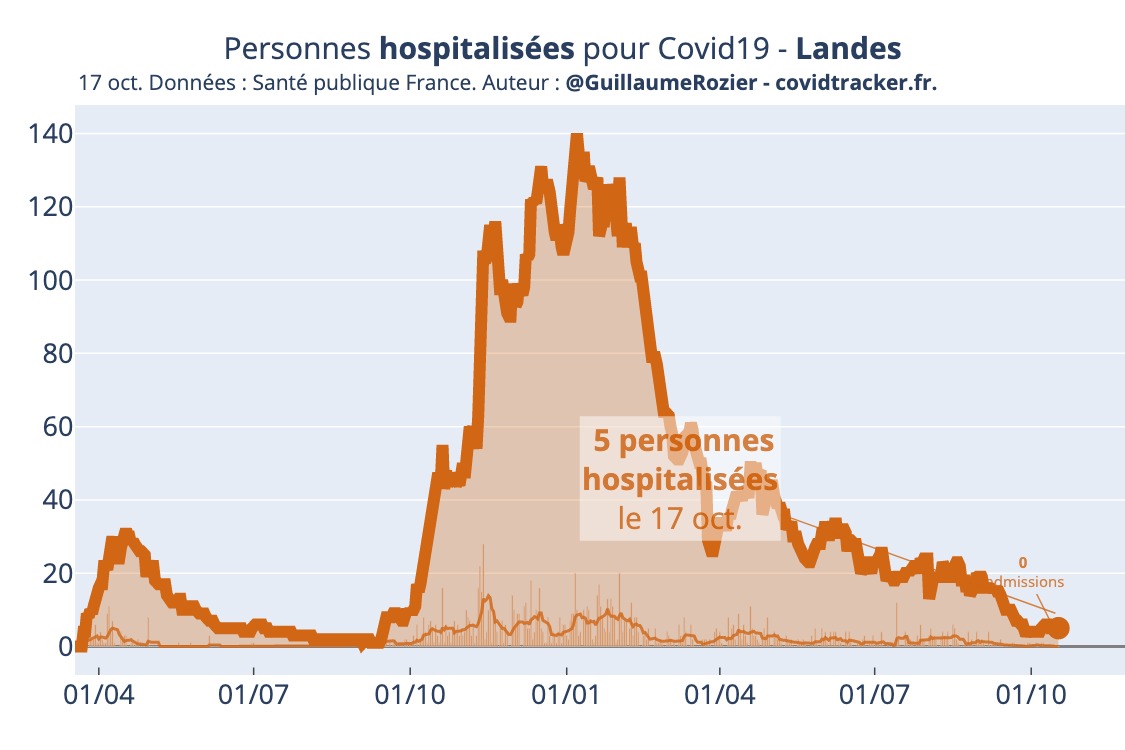 Personnes hospitalisées pour Covid19 - Landes
17 oct. Données : Santé publique France. Auteur : @GuillaumeRozier - covidtracker.fr.
140
120
100
80
60
40
20
0
5 personnes
hospitalisées
le 17 oct.
0
admissions
01/04
01/07
01/10
01/01
01/04
01/07
01/10